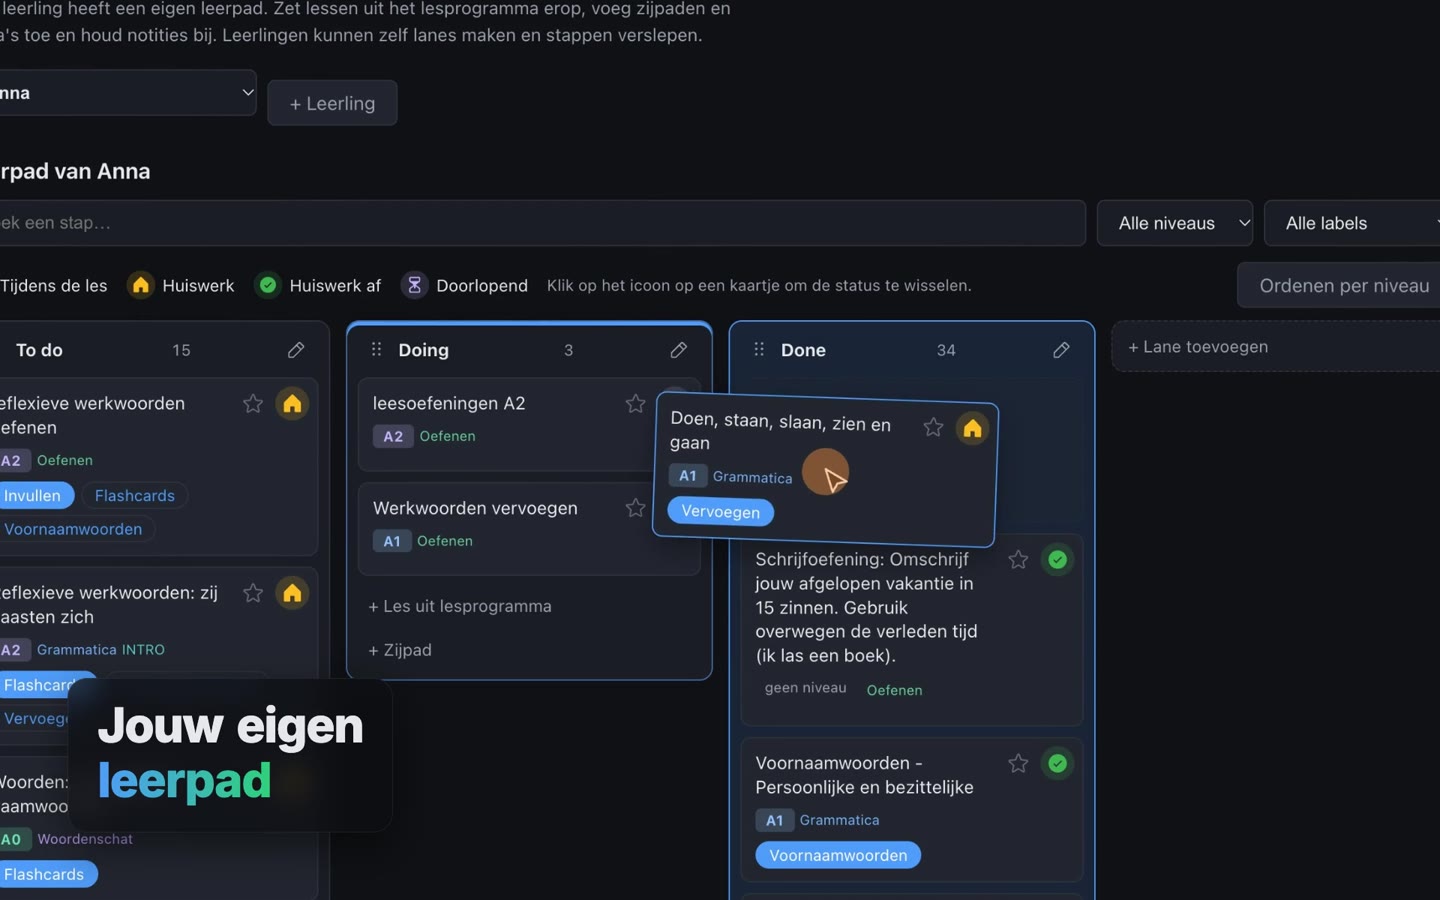 leerling heeft een eigen leerpad. Zet lessen uit het lesprogramma erop, voeg zijpaden en
a's toe en houd notities bij. Leerlingen kunnen zelf lanes maken en stappen verslepen.
nna
+ Leerling
rpad van Anna
ek een stap…
Alle niveaus
Alle labels
Tijdens de les
Huiswerk
Huiswerk af
Doorlopend
Klik op het icoon op een kaartje om de status te wisselen.
Ordenen per niveau
To do
15
eflexieve werkwoorden
efenen
A2 Oefenen
Invullen
Flashcards
Voornaamwoorden
eflexieve werkwoorden: zij
aasten zich
A2 Grammatica INTRO
Flashcard
Vervoege
Woorden:
aamwoo
A0 Woordenschat
Flashcards
Doing
3
leesoefeningen A2
A2 Oefenen
Werkwoorden vervoegen
A1 Oefenen
+ Les uit lesprogramma
+ Zijpad
Done
34
Doen, staan, slaan, zien en
gaan
A1 Grammatica
Vervoegen
Schrijfoefening: Omschrijf
jouw afgelopen vakantie in
15 zinnen. Gebruik
overwegen de verleden tijd
(ik las een boek).
geen niveau Oefenen
Voornaamwoorden -
Persoonlijke en bezittelijke
A1 Grammatica
Voornaamwoorden
+ Lane toevoegen
Jouw eigen
leerpad